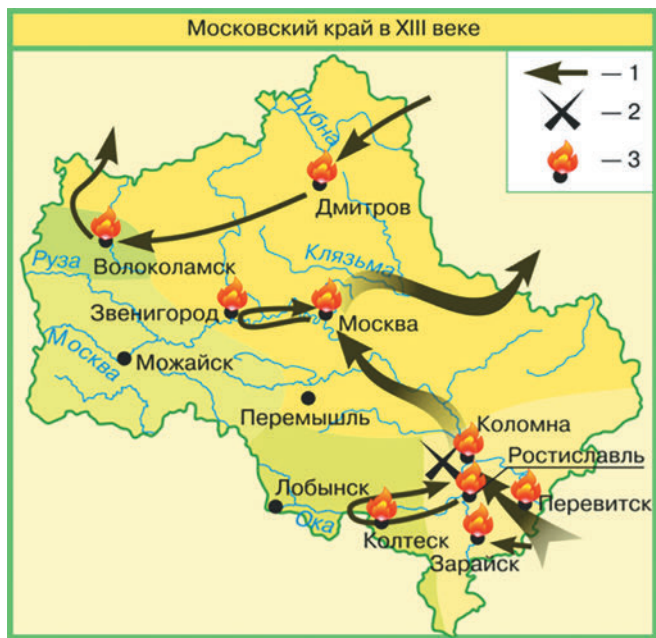 Московский край в XIII веке
— 1
— 2
— 3
Дубна
Дмитров
Волоколамск
Руза
Клязьма
Звенигород
Москва
Москва
Можайск
Перемышль
Коломна
Ростиславль
Лобынск
Перевитск
Ока
Колтеск
Зарайск